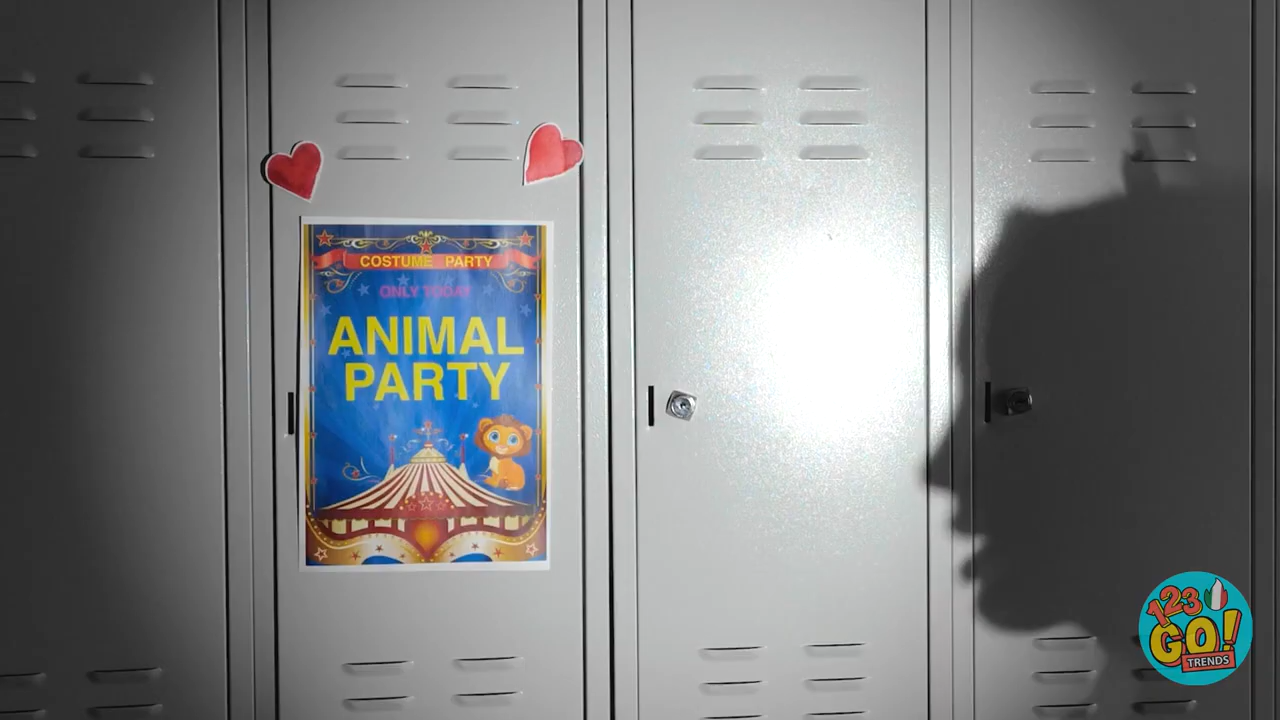 COSTUME PARTY
ONLY TODAY
ANIMAL
PARTY
123
GO!
TRENDS